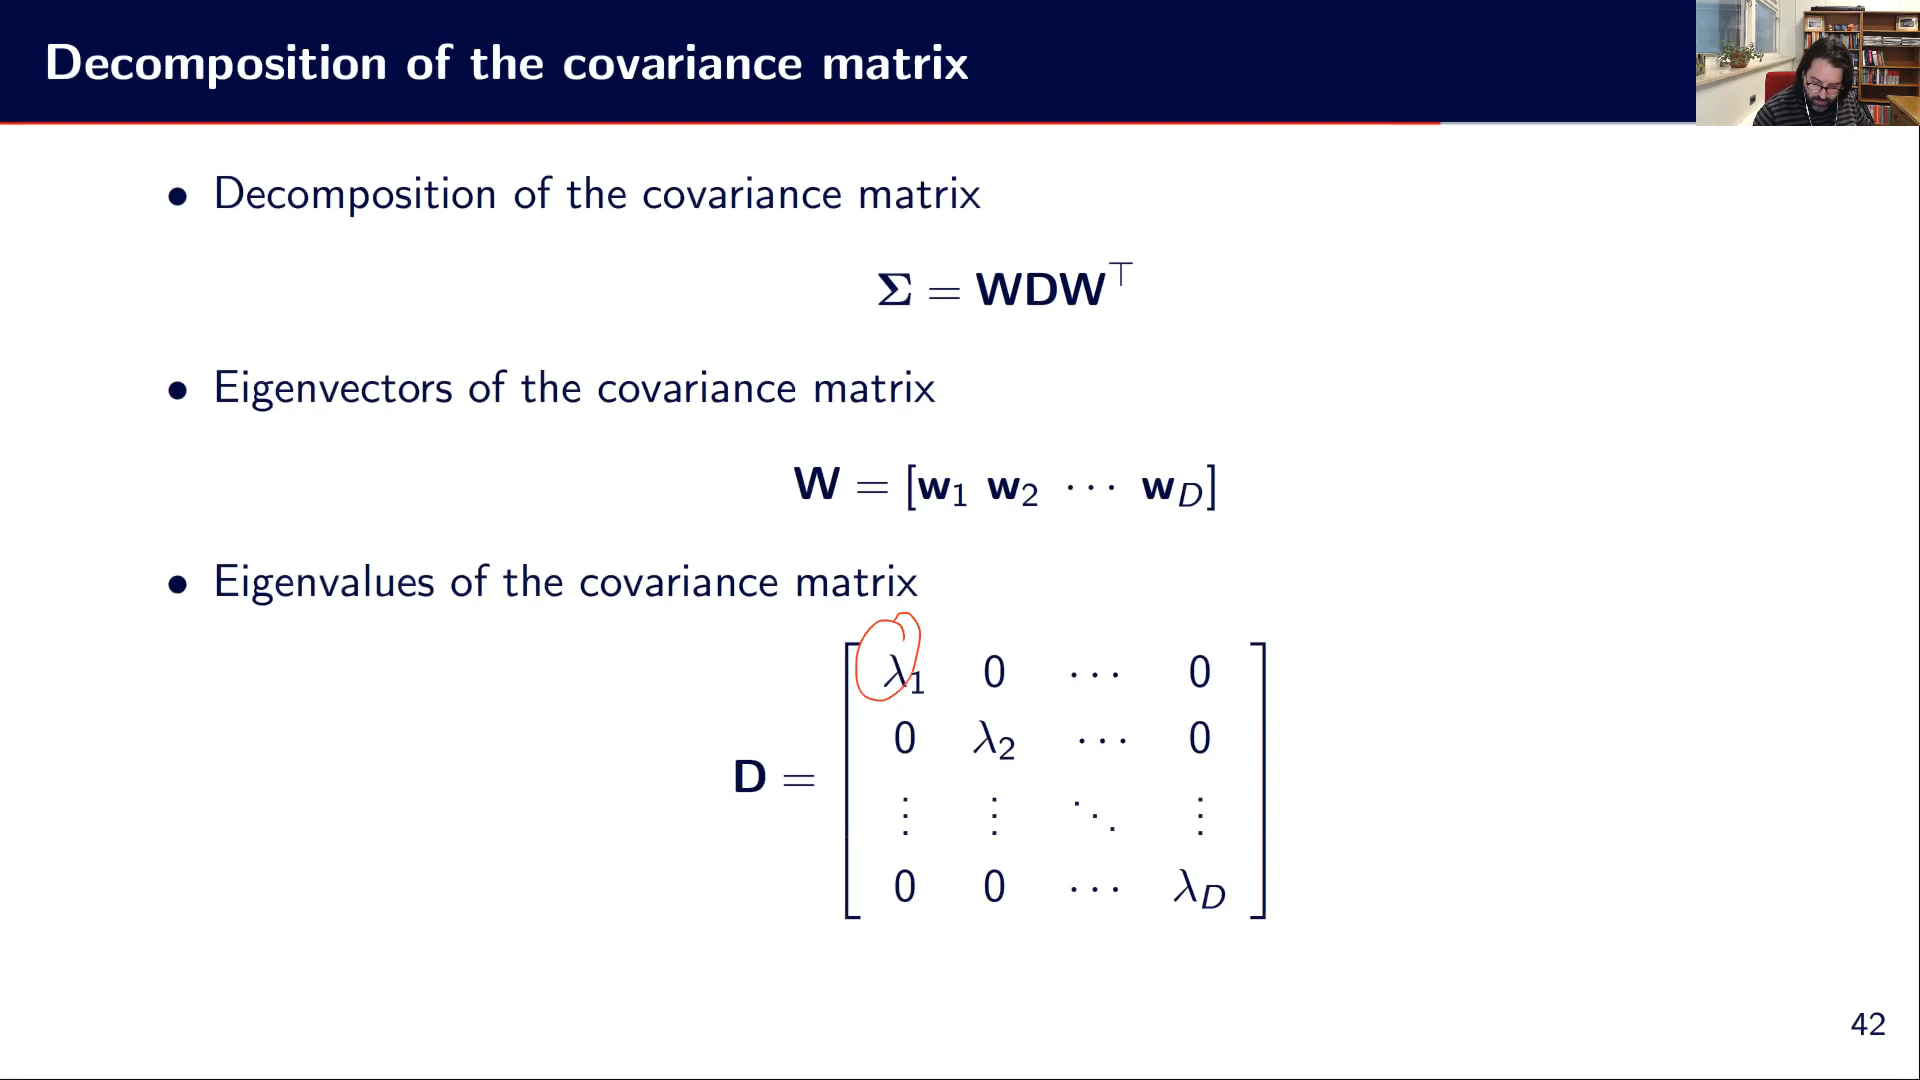 Decomposition of the covariance matrix
• Decomposition of the covariance matrix
Σ = WDW⊤
• Eigenvectors of the covariance matrix
W = [w₁ w₂ ⋯ w_D]
• Eigenvalues of the covariance matrix
λ₁ 0 ⋯ 0
0 λ₂ ⋯ 0
D =
⋮ ⋮ ⋱ ⋮
0 0 ⋯ λ_D
42